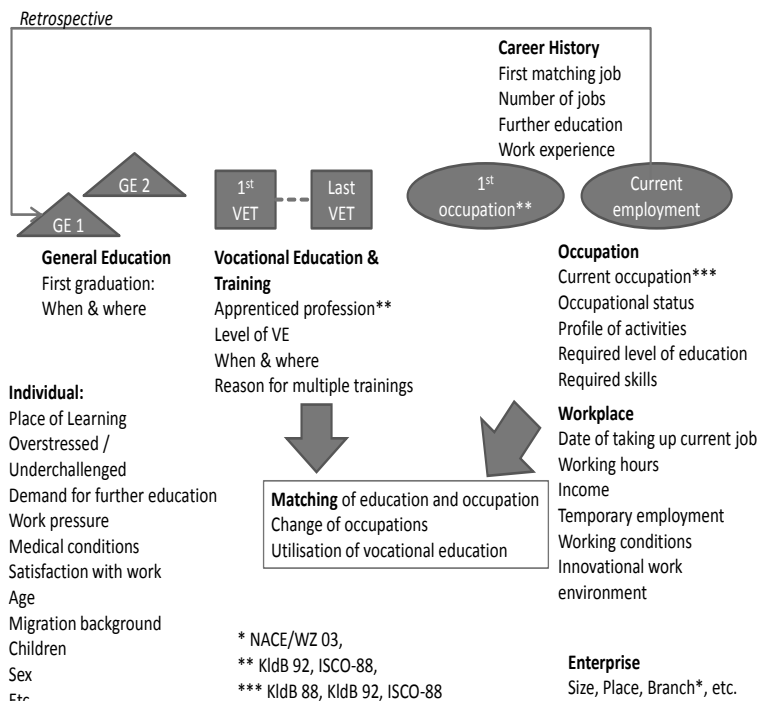 Retrospective
Career History
First matching job
Number of jobs
Further education
Work experience
GE 1
GE 2
1st
VET
Last
VET
1st
occupation**
Current
employment
General Education
First graduation:
When & where
Vocational Education &
Training
Apprenticed profession**
Level of VE
When & where
Reason for multiple trainings
Occupation
Current occupation***
Occupational status
Profile of activities
Required level of education
Required skills
Individual:
Place of Learning
Overstressed /
Underchallenged
Demand for further education
Work pressure
Medical conditions
Satisfaction with work
Age
Migration background
Children
Sex
Etc
Matching of education and occupation
Change of occupations
Utilisation of vocational education
Workplace
Date of taking up current job
Working hours
Income
Temporary employment
Working conditions
Innovational work
environment
* NACE/WZ 03,
** KldB 92, ISCO-88,
*** KldB 88, KldB 92, ISCO-88
Enterprise
Size, Place, Branch*, etc.